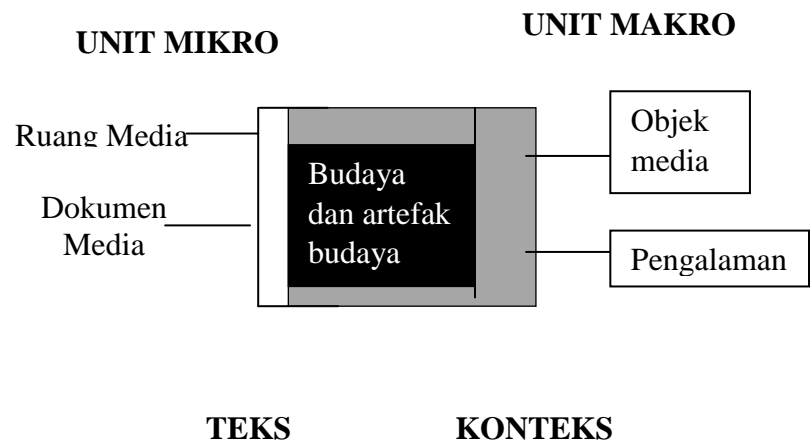 UNIT MIKRO
UNIT MAKRO
Ruang Media
Dokumen
Media
Budaya
dan artefak
budaya
Objek
media
Pengalaman
TEKS
KONTEKS